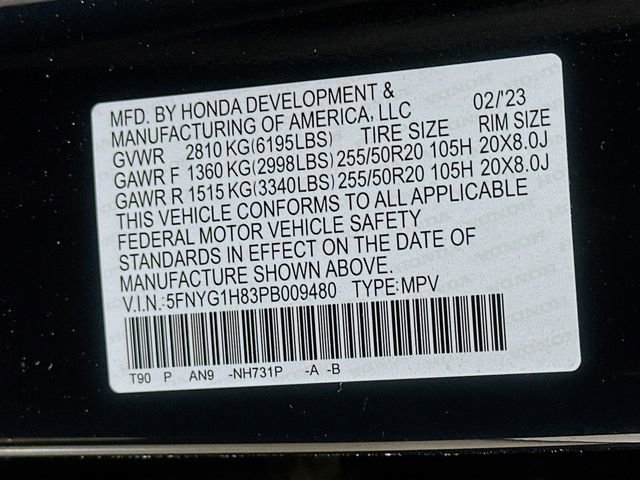 MFD. BY HONDA DEVELOPMENT &
MANUFACTURING OF AMERICA, LLC 02/'23
GVWR 2810 KG(6195LBS) TIRE SIZE RIM SIZE
GAWR F 1360 KG(2998LBS) 255/50R20 105H 20X8.0J
GAWR R 1515 KG(3340LBS) 255/50R20 105H 20X8.0J
THIS VEHICLE CONFORMS TO ALL APPLICABLE
FEDERAL MOTOR VEHICLE SAFETY
STANDARDS IN EFFECT ON THE DATE OF
MANUFACTURE SHOWN ABOVE.
V.I.N.:5FNYG1H83PB009480 TYPE:MPV
T90 P AN9 -NH731P -A -B